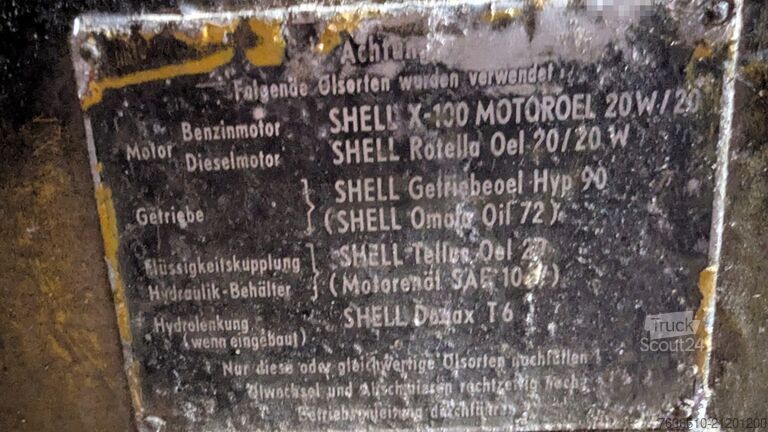 Achtung
Folgende Ölsorten wurden verwendet :
Motor Benzinmotor SHELL X-100 MOTOROEL 20W/20
Dieselmotor SHELL Rotella Oel 20/20 W
Getriebe SHELL Getriebeoel Hyp 90
(SHELL Omala Oil 72)
Flüssigkeitskupplung SHELL Tellus Oel
Hydraulik-Behälter (Motorenöl SAE
Hydrolenkung SHELL Donax T6
(wenn eingebaut)
Nur diese oder gleichwertige Ölsorten nachfüllen !
Ölwechsel und Abschmieren rechtzeitig nach
Betriebsanleitung durchführen
Truck
Scout24